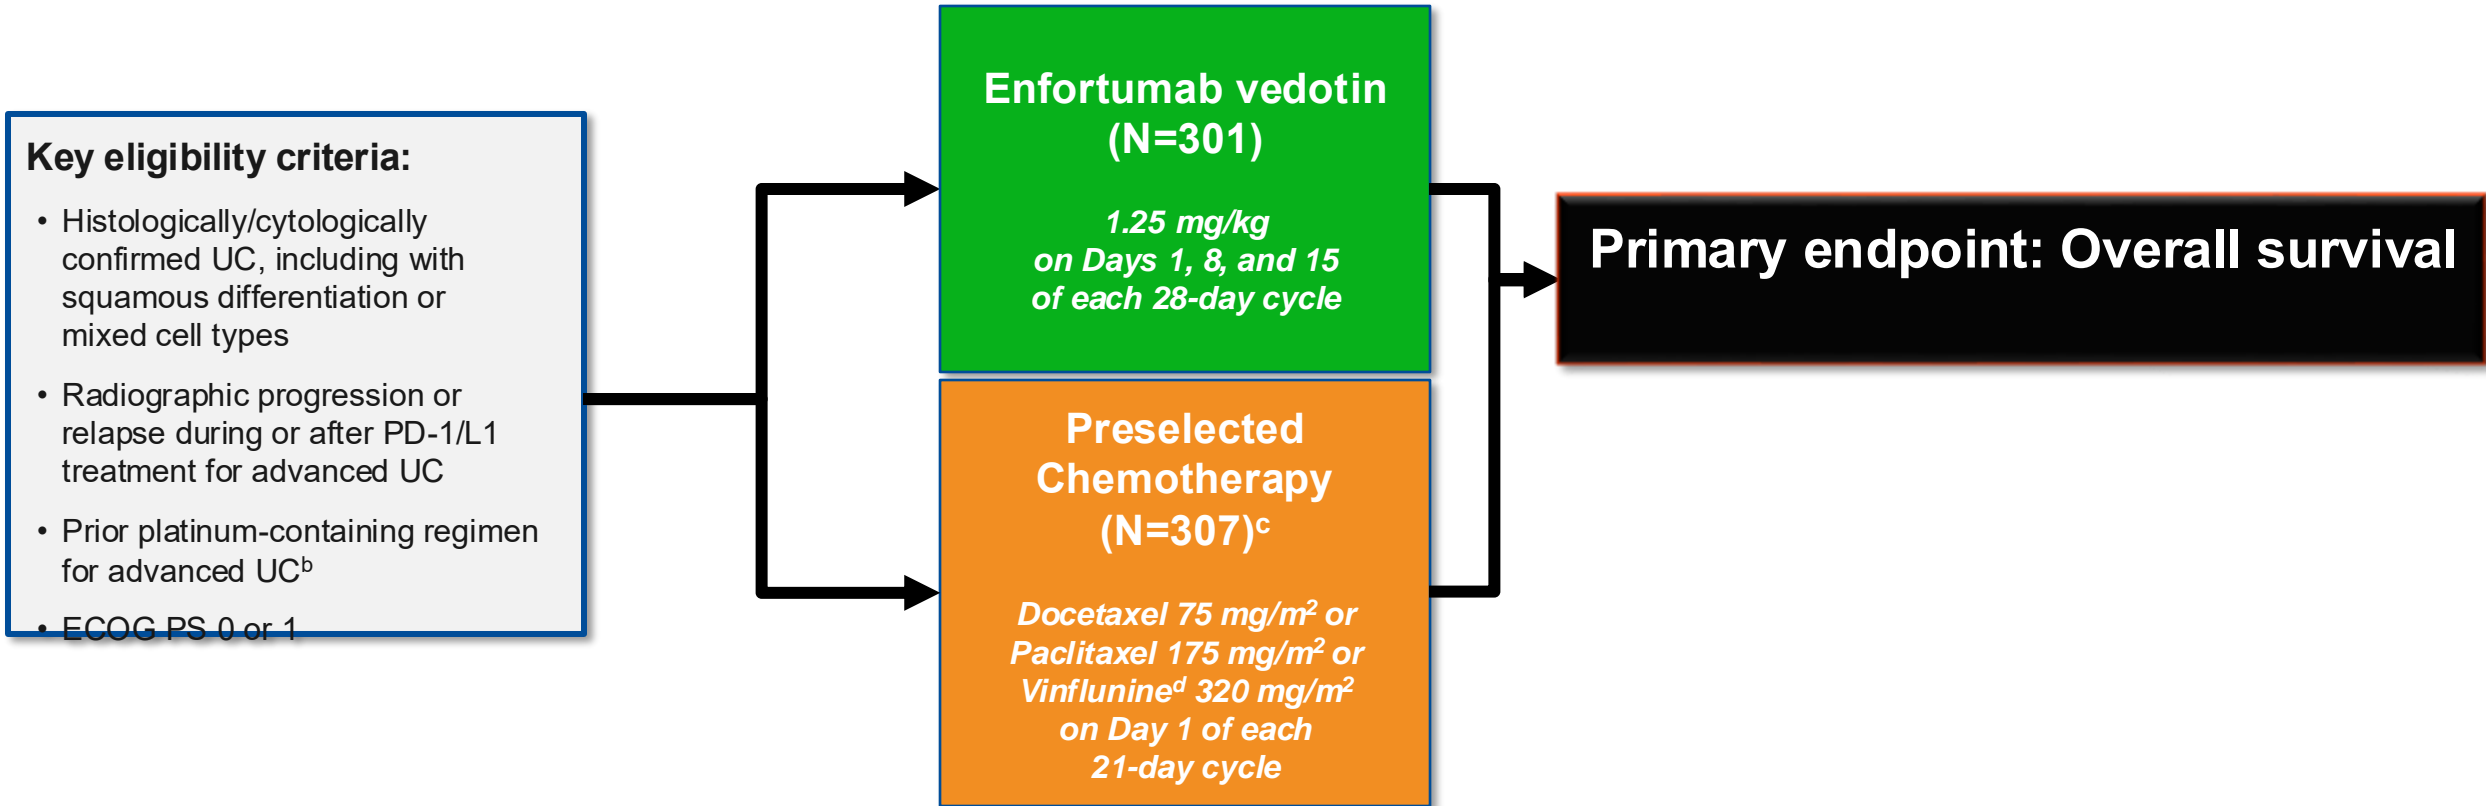 Key eligibility criteria:
• Histologically/cytologically
confirmed UC, including with
squamous differentiation or
mixed cell types
• Radiographic progression or
relapse during or after PD-1/L1
treatment for advanced UC
• Prior platinum-containing regimen
for advanced UCᵇ
• ECOG PS 0 or 1
Enfortumab vedotin
(N=301)
1.25 mg/kg
on Days 1, 8, and 15
of each 28-day cycle
Preselected
Chemotherapy
(N=307)ᶜ
Docetaxel 75 mg/m² or
Paclitaxel 175 mg/m² or
Vinflunineᵈ 320 mg/m²
on Day 1 of each
21-day cycle
Primary endpoint: Overall survival